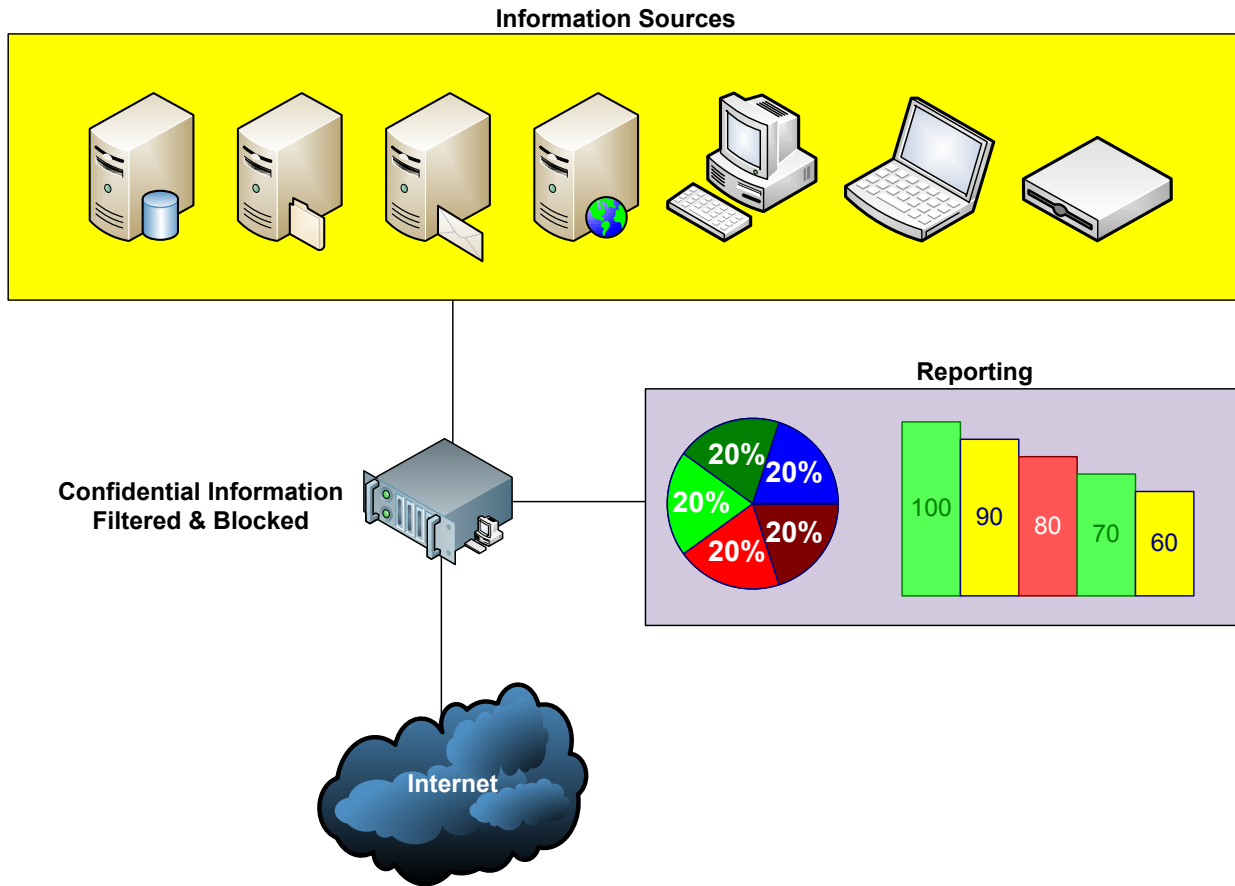 Information Sources
Reporting
Confidential Information
Filtered & Blocked
20%
20%
20%
20%
20%
100
90
80
70
60
Internet